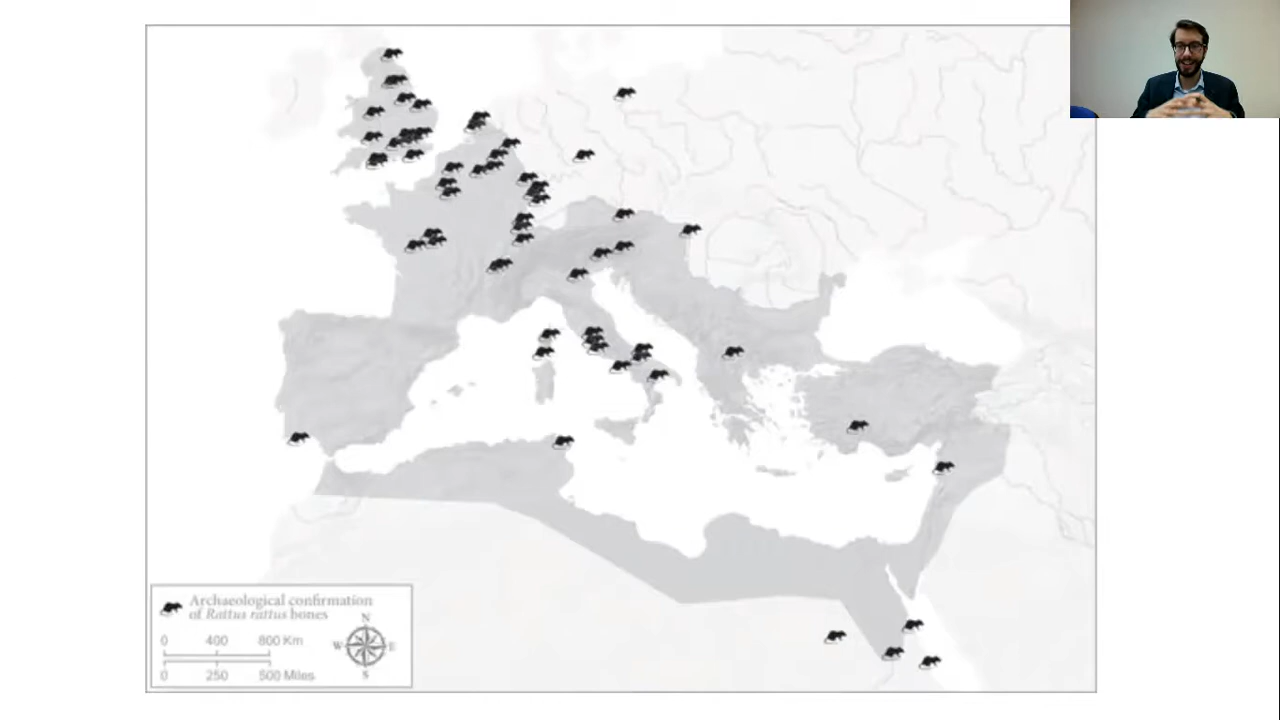 Archaeological confirmation
of Rattus rattus bones
N
W E
S
0 400 800 Km
0 250 500 Miles